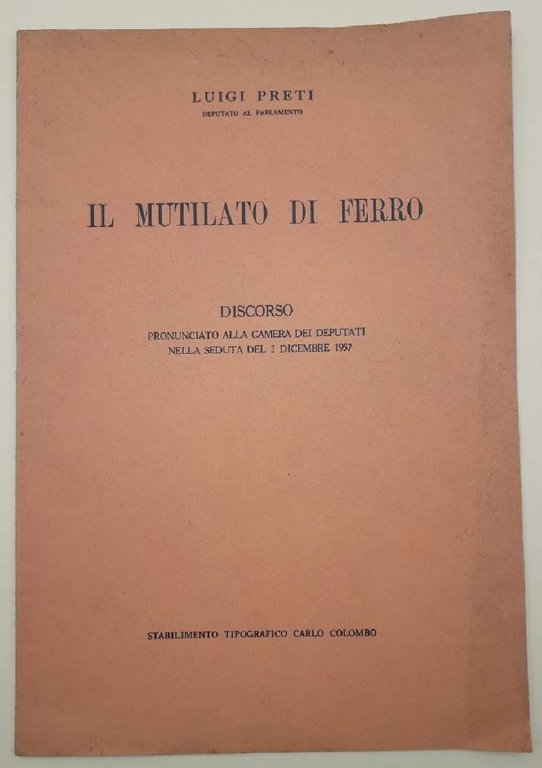 LUIGI PRETI
DEPUTATO AL PARLAMENTO
IL MUTILATO DI FERRO
DISCORSO
PRONUNCIATO ALLA CAMERA DEI DEPUTATI
NELLA SEDUTA DEL 2 DICEMBRE 1957
STABILIMENTO TIPOGRAFICO CARLO COLOMBO